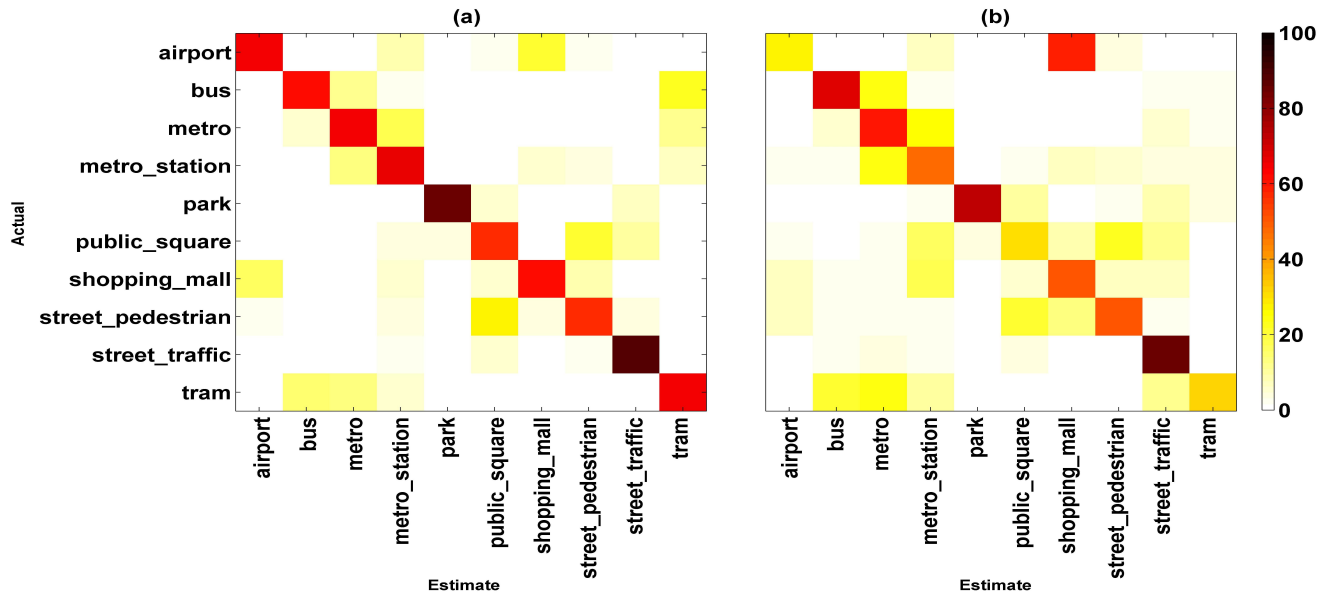 (a)
(b)
airport
bus
metro
metro_station
park
public_square
shopping_mall
street_pedestrian
street_traffic
tram
Actual
airport
bus
metro
metro_station
park
public_square
shopping_mall
street_pedestrian
street_traffic
tram
Estimate
airport
bus
metro
metro_station
park
public_square
shopping_mall
street_pedestrian
street_traffic
tram
Estimate
100
80
60
40
20
0